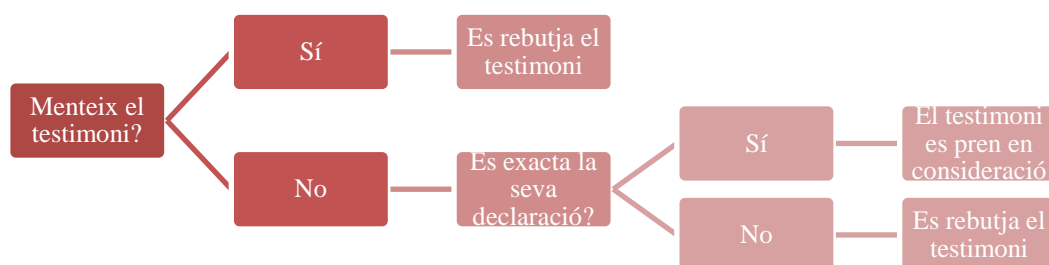 Menteix el
testimoni?
Sí
Es rebutja el
testimoni
No
Es exacta la
seva
declaració?
Sí
El testimoni
es pren en
consideració
No
Es rebutja el
testimoni